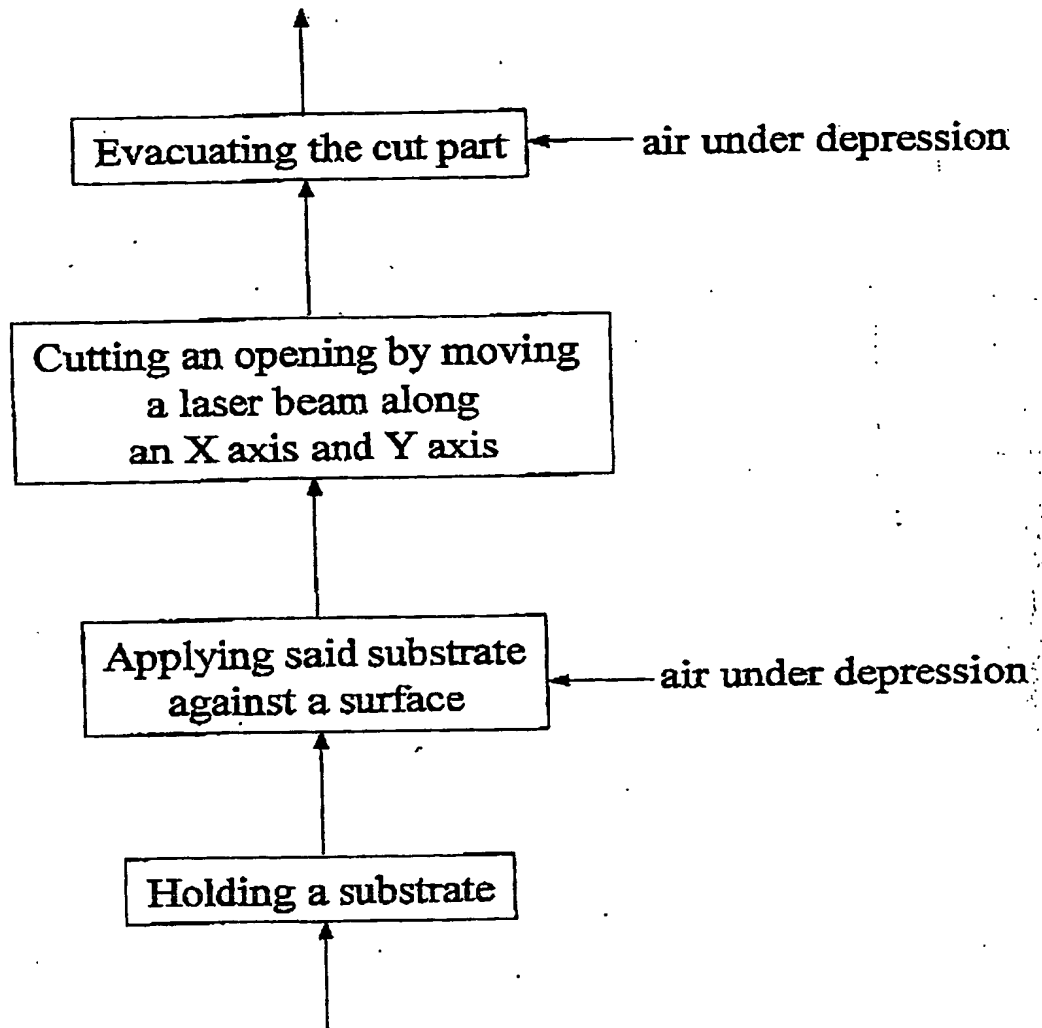 Evacuating the cut part
air under depression
Cutting an opening by moving
a laser beam along
an X axis and Y axis
Applying said substrate
against a surface
air under depression
Holding a substrate